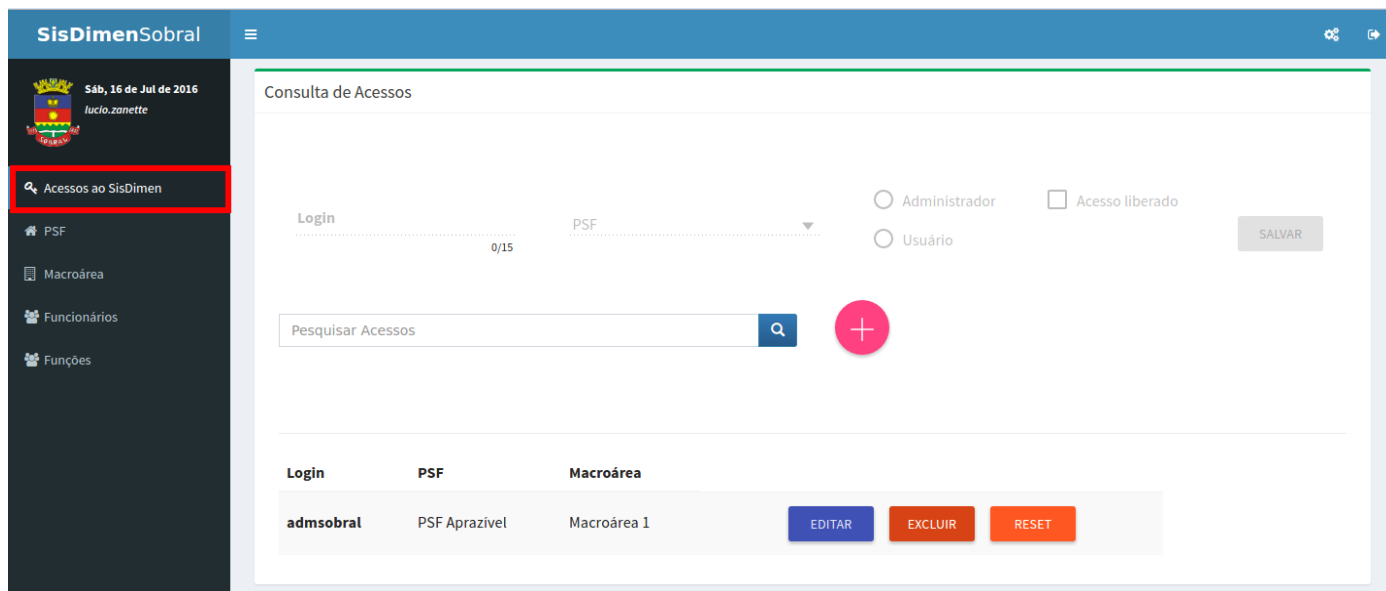 SisDimenSobral
Sáb, 16 de Jul de 2016
lucio.zanette
SOBRAL
Acessos ao SisDimen
PSF
Macroárea
Funcionários
Funções
Consulta de Acessos
Login
0/15
PSF
Administrador
Usuário
Acesso liberado
SALVAR
Pesquisar Acessos
Login PSF Macroárea
admsobral PSF Aprazível Macroárea 1 EDITAR EXCLUIR RESET